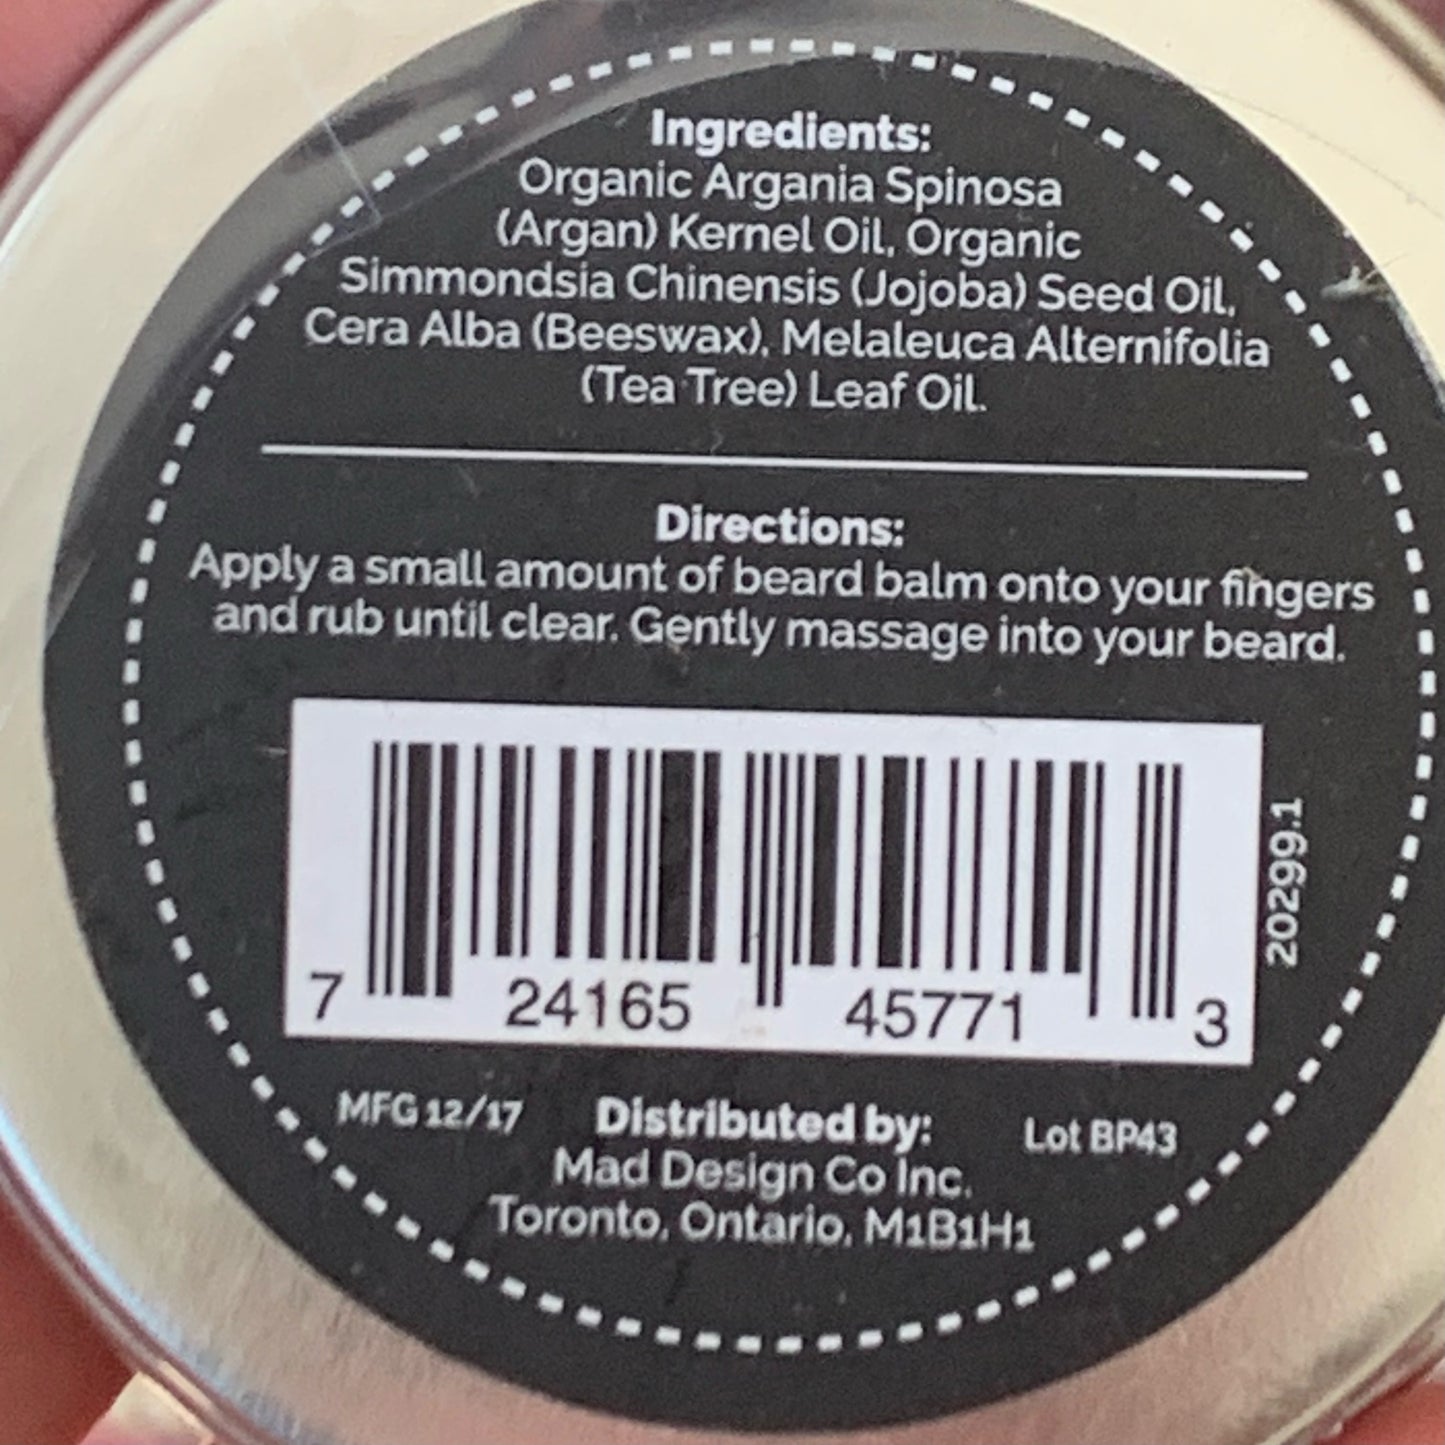 Ingredients:
Organic Argania Spinosa
(Argan) Kernel Oil, Organic
Simmondsia Chinensis (Jojoba) Seed Oil,
Cera Alba (Beeswax), Melaleuca Alternifolia
(Tea Tree) Leaf Oil.
Directions:
Apply a small amount of beard balm onto your fingers
and rub until clear. Gently massage into your beard.
7 24165 45771 3
20299.1
MFG 12/17
Distributed by:
Lot BP43
Mad Design Co Inc.
Toronto, Ontario, M1B1H1